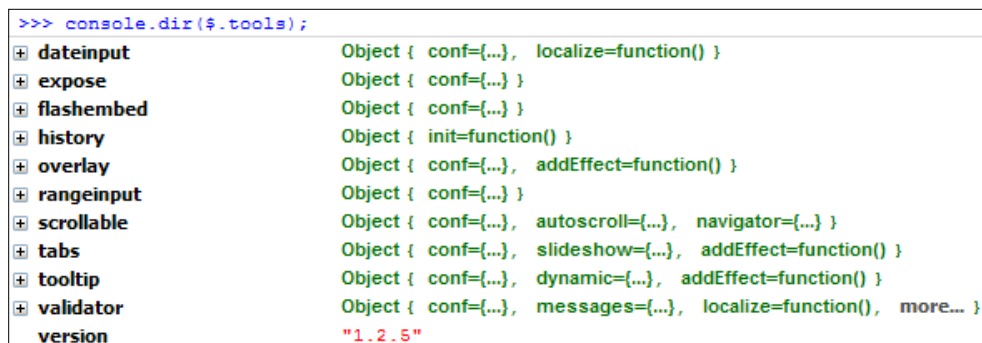 >>> console.dir($.tools);
dateinput Object { conf={...}, localize=function() }
expose Object { conf={...} }
flashembed Object { conf={...} }
history Object { init=function() }
overlay Object { conf={...}, addEffect=function() }
rangeinput Object { conf={...} }
scrollable Object { conf={...}, autoscroll={...}, navigator={...} }
tabs Object { conf={...}, slideshow={...}, addEffect=function() }
tooltip Object { conf={...}, dynamic={...}, addEffect=function() }
validator Object { conf={...}, messages={...}, localize=function(), more... }
version "1.2.5"